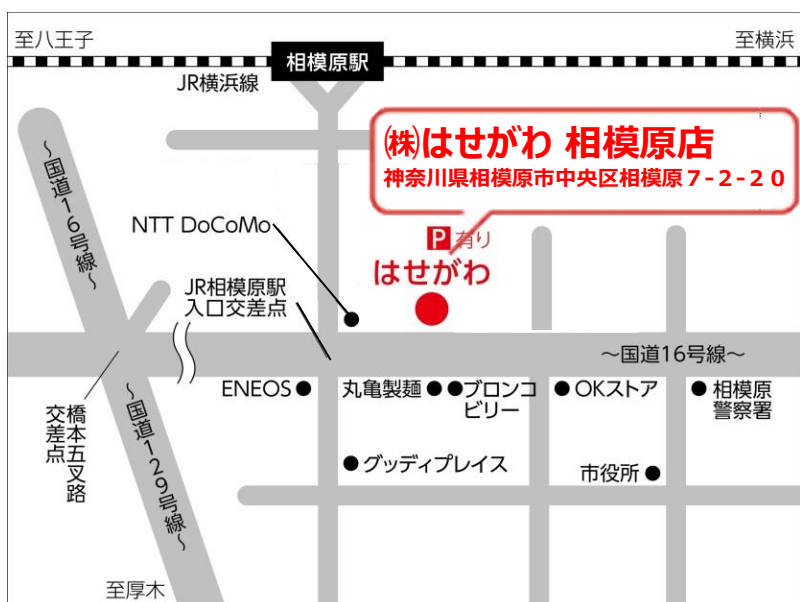 至八王子
至横浜
相模原駅
JR横浜線
㈱はせがわ 相模原店
神奈川県相模原市中央区相模原７-２-２０
～国道16号線～
NTT DoCoMo
P有り
はせがわ
JR相模原駅
入口交差点
～国道16号線～
ENEOS
丸亀製麺
ブロンコ
ビリー
OKストア
相模原
警察署
橋本五叉路
交差点
～国道129号線～
グッディプレイス
市役所
至厚木